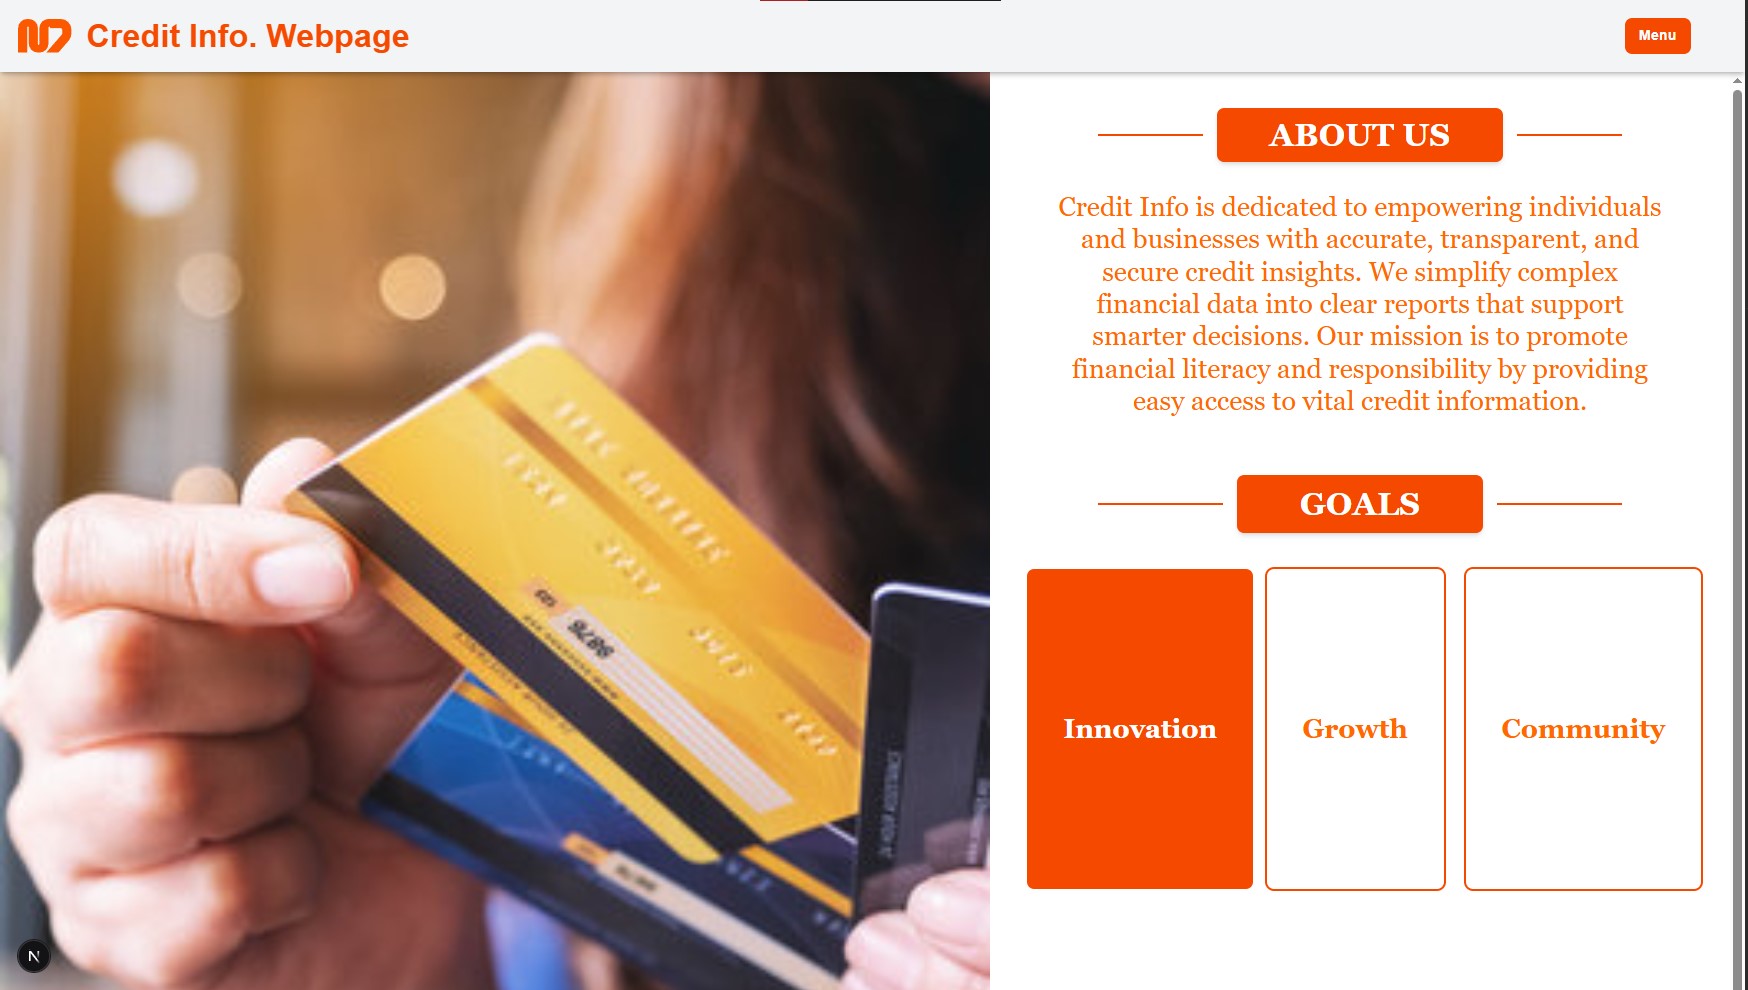 Credit Info. Webpage
Menu
ABOUT US
Credit Info is dedicated to empowering individuals
and businesses with accurate, transparent, and
secure credit insights. We simplify complex
financial data into clear reports that support
smarter decisions. Our mission is to promote
financial literacy and responsibility by providing
easy access to vital credit information.
GOALS
Innovation
Growth
Community
N